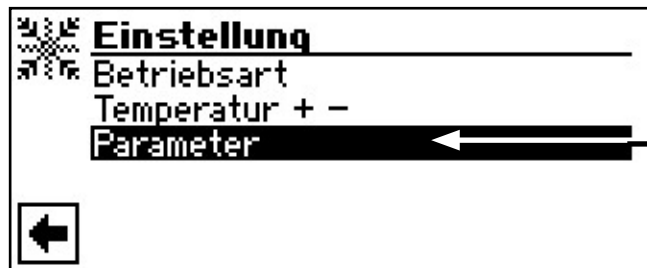 Einstellung
Betriebsart
Temperatur + −
Parameter